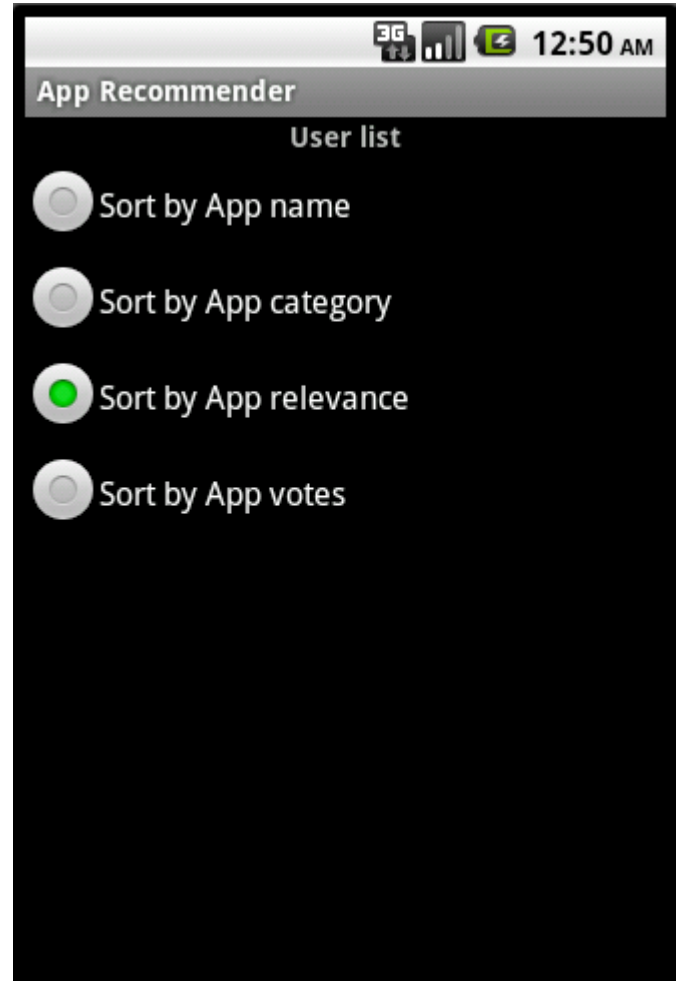 3G 12:50 AM
App Recommender
User list
Sort by App name
Sort by App category
Sort by App relevance
Sort by App votes